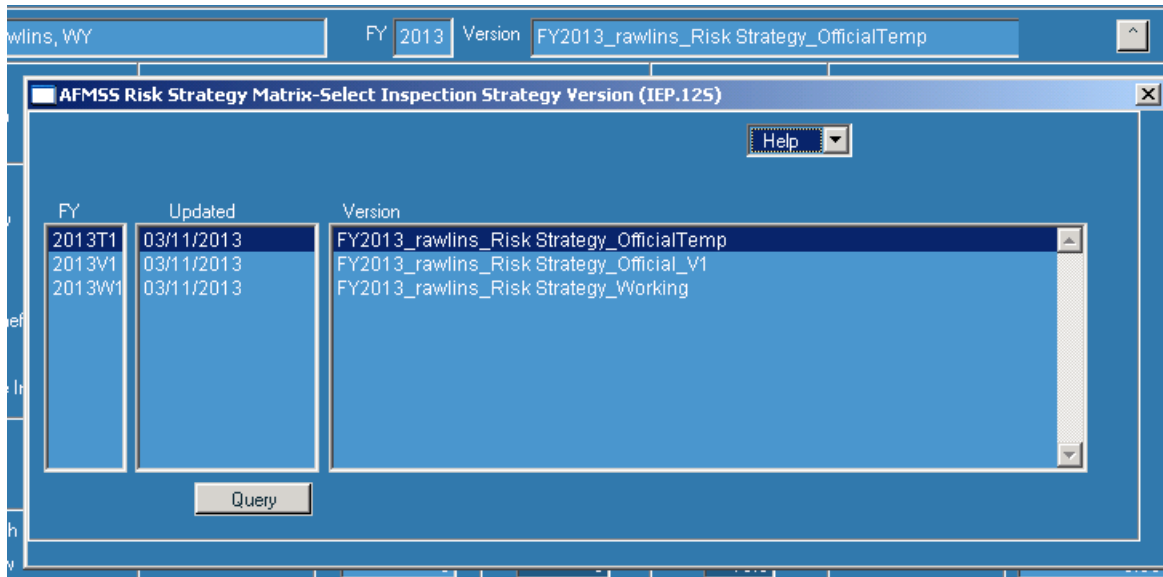 wlins, WY FY 2013 Version FY2013_rawlins_Risk Strategy_OfficialTemp ^
AFMSS Risk Strategy Matrix-Select Inspection Strategy Version (IEP.12S)
Help
FY Updated Version
2013T1 03/11/2013 FY2013_rawlins_Risk Strategy_OfficialTemp
2013V1 03/11/2013 FY2013_rawlins_Risk Strategy_Official_V1
2013W1 03/11/2013 FY2013_rawlins_Risk Strategy_Working
Query